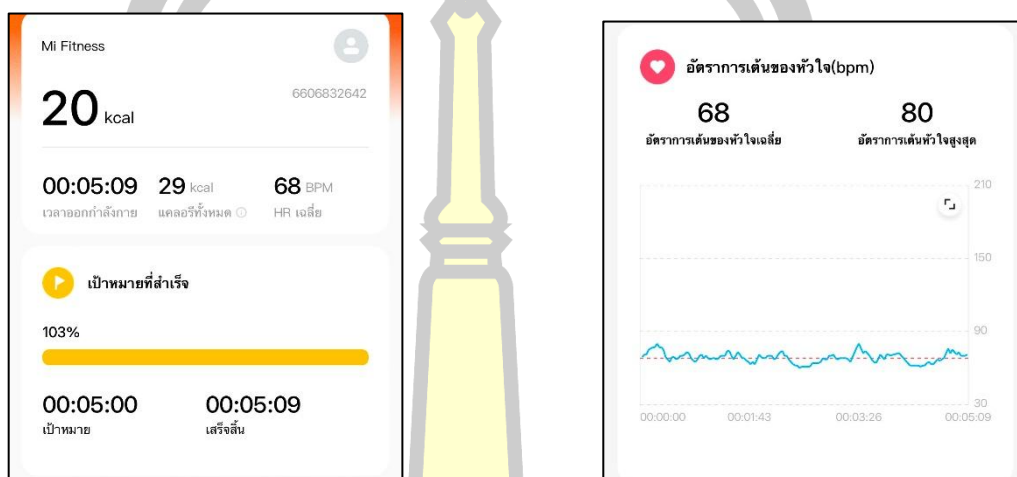 Mi Fitness
20 kcal
6606832642
00:05:09 29 kcal 68 BPM
เวลาออกกำลังกาย แคลอรีทั้งหมด HR เฉลี่ย
เป้าหมายที่สำเร็จ
103%
00:05:00 00:05:09
เป้าหมาย เสร็จสิ้น
อัตราการเต้นของหัวใจ(bpm)
68 80
อัตราการเต้นของหัวใจเฉลี่ย อัตราการเต้นหัวใจสูงสุด
210
150
90
30
00:00:00 00:01:43 00:03:26 00:05:09